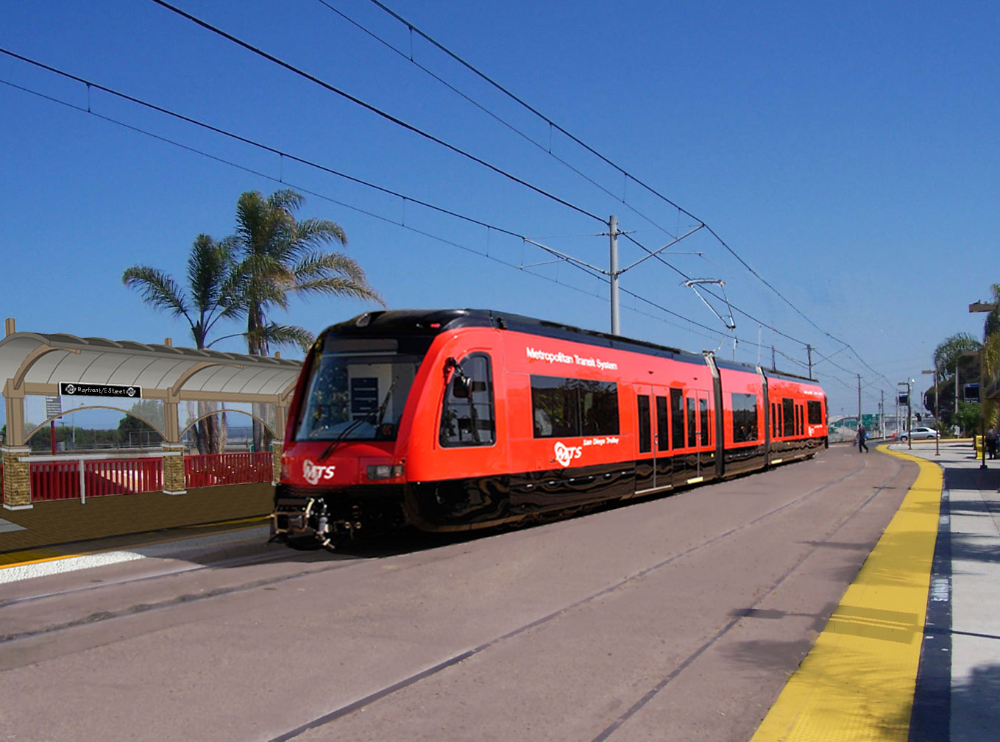 Bayfront/E Street
Metropolitan Transit System
MTS
San Diego Trolley
MTS